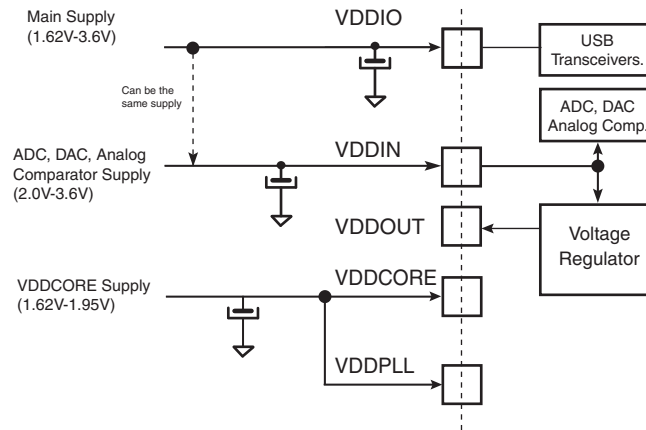 Main Supply
(1.62V-3.6V)
VDDIO
USB
Transceivers.
Can be the
same supply
ADC, DAC
Analog Comp.
ADC, DAC, Analog
Comparator Supply
(2.0V-3.6V)
VDDIN
VDDOUT
Voltage
Regulator
VDDCORE Supply
(1.62V-1.95V)
VDDCORE
VDDPLL